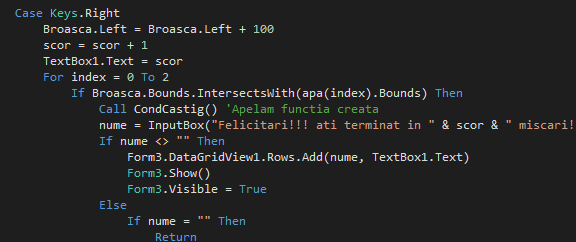 Case Keys.Right
Broasca.Left = Broasca.Left + 100
scor = scor + 1
TextBox1.Text = scor
For index = 0 To 2
If Broasca.Bounds.IntersectsWith(apa(index).Bounds) Then
Call CondCastig() 'Apelam functia creata
nume = InputBox("Felicitari!!! ati terminat in " & scor & " miscari!
If nume <> "" Then
Form3.DataGridView1.Rows.Add(nume, TextBox1.Text)
Form3.Show()
Form3.Visible = True
Else
If nume = "" Then
Return